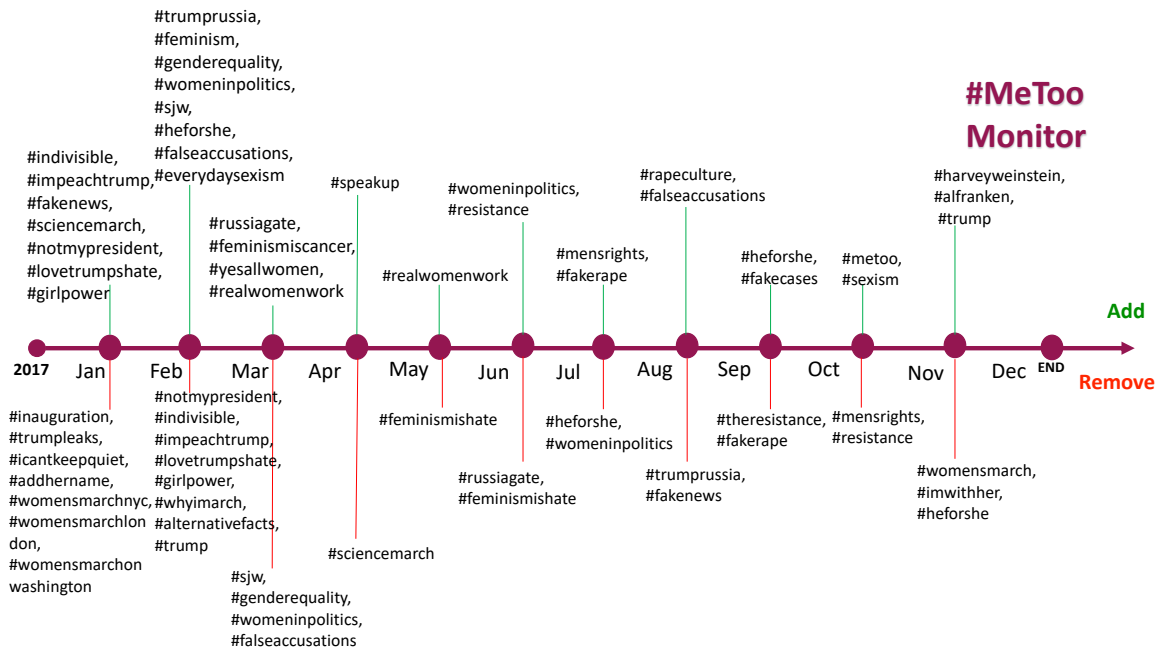 #trumprussia,
#feminism,
#genderequality,
#womeninpolitics,
#sjw,
#heforshe,
#falseaccusations,
#everydaysexism
#MeToo
Monitor
#indivisible,
#impeachtrump,
#fakenews,
#sciencemarch,
#notmypresident,
#lovetrumpshate,
#girlpower
#russiagate,
#feminismiscancer,
#yesallwomen,
#realwomenwork
#speakup
#realwomenwork
#womeninpolitics,
#resistance
#mensrights,
#fakerape
#rapeculture,
#falseaccusations
#heforshe,
#fakecases
#metoo,
#sexism
#harveyweinstein,
#alfranken,
#trump
Add
2017
Jan
Feb
Mar
Apr
May
Jun
Jul
Aug
Sep
Oct
Nov
Dec
END
Remove
#inauguration,
#trumpleaks,
#icantkeepquiet,
#addhername,
#womensmarchnyc,
#womensmarchlon
don,
#womensmarchon
washington
#notmypresident,
#indivisible,
#impeachtrump,
#lovetrumpshate,
#girlpower,
#whyimarch,
#alternativefacts,
#trump
#sjw,
#genderequality,
#womeninpolitics,
#falseaccusations
#sciencemarch
#feminismishate
#russiagate,
#feminismishate
#heforshe,
#womeninpolitics
#trumprussia,
#fakenews
#theresistance,
#fakerape
#mensrights,
#resistance
#womensmarch,
#imwithher,
#heforshe